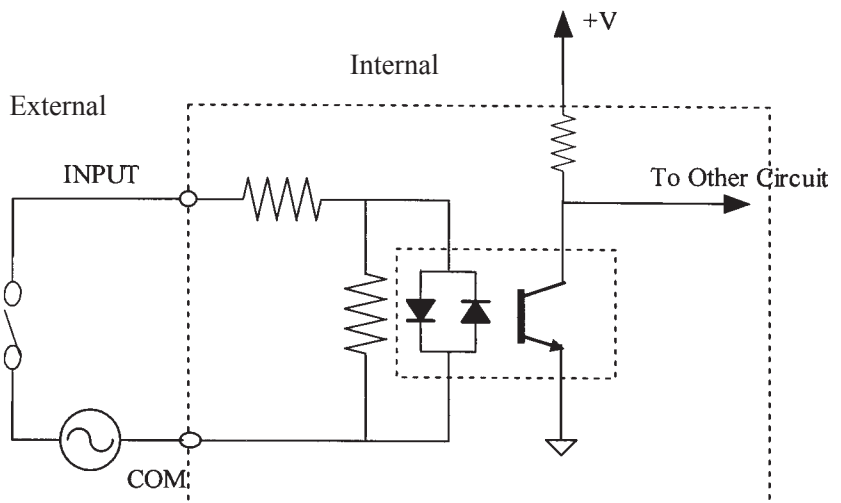 +V
Internal
External
INPUT
To Other Circuit
COM